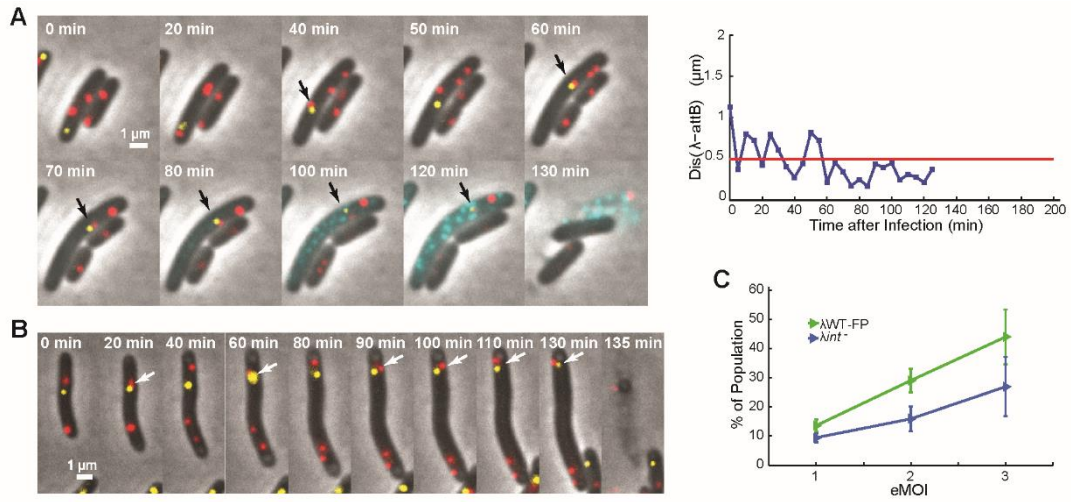 A
0 min
20 min
40 min
50 min
60 min
1 µm
70 min
80 min
100 min
120 min
130 min
Dis(λ−attB) (µm)
2
1.5
1
0.5
0
0 20 40 60 80 100 120 140 160 180 200
Time after Infection (min)
B
0 min
20 min
40 min
60 min
80 min
90 min
100 min
110 min
130 min
135 min
1 µm
C
% of Population
60
50
40
30
20
10
0
λWT-FP
λint⁻
1 2 3
eMOI